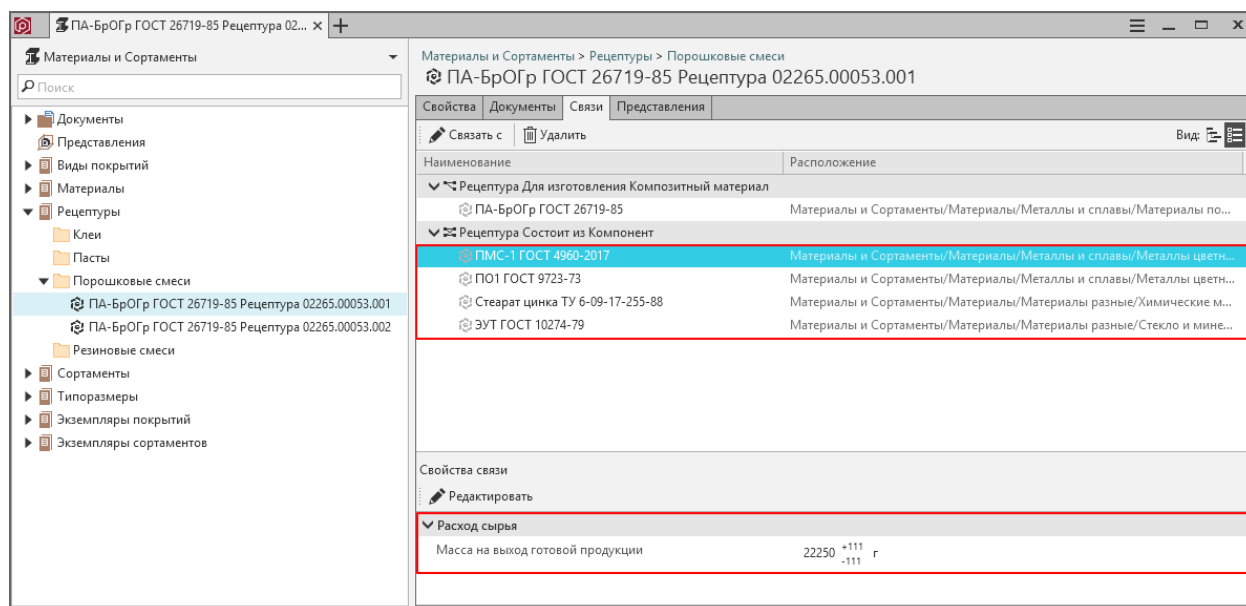 ПА-БрОГр ГОСТ 26719-85 Рецептура 02...
Материалы и Сортаменты
Поиск
Документы
Представления
Виды покрытий
Материалы
Рецептуры
Клеи
Пасты
Порошковые смеси
ПА-БрОГр ГОСТ 26719-85 Рецептура 02265.00053.001
ПА-БрОГр ГОСТ 26719-85 Рецептура 02265.00053.002
Резиновые смеси
Сортаменты
Типоразмеры
Экземпляры покрытий
Экземпляры сортаментов
Материалы и Сортаменты > Рецептуры > Порошковые смеси
ПА-БрОГр ГОСТ 26719-85 Рецептура 02265.00053.001
Свойства Документы Связи Представления
Связать с Удалить Вид:
Наименование Расположение
Рецептура Для изготовления Композитный материал
ПА-БрОГр ГОСТ 26719-85 Материалы и Сортаменты/Материалы/Металлы и сплавы/Материалы по...
Рецептура Состоит из Компонент
ПМС-1 ГОСТ 4960-2017 Материалы и Сортаменты/Материалы/Металлы и сплавы/Металлы цветн...
ПО1 ГОСТ 9723-73 Материалы и Сортаменты/Материалы/Металлы и сплавы/Металлы цветн...
Стеарат цинка ТУ 6-09-17-255-88 Материалы и Сортаменты/Материалы/Материалы разные/Химические м...
ЭУТ ГОСТ 10274-79 Материалы и Сортаменты/Материалы/Материалы разные/Стекло и мине...
Свойства связи
Редактировать
Расход сырья
Масса на выход готовой продукции 22250 +111 -111 г